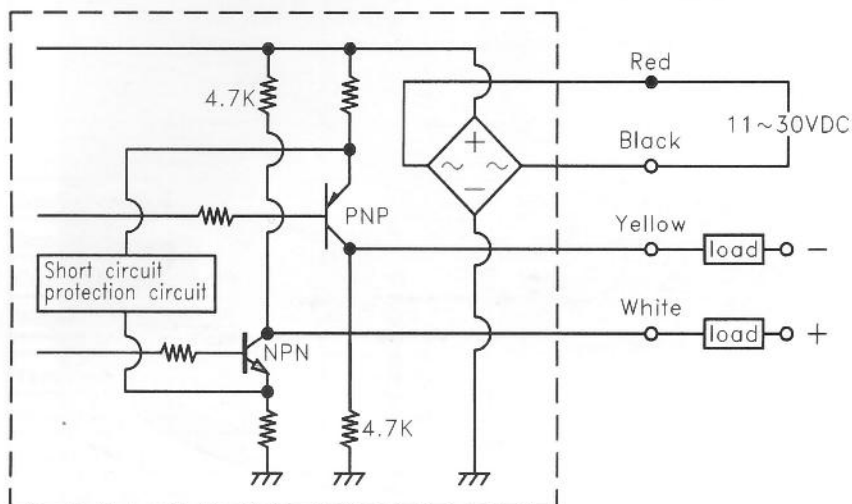 Red
4.7K
11~30VDC
+
Black
~ ~
−
PNP
Yellow
load −
Short circuit
protection circuit
White
NPN
load +
4.7K